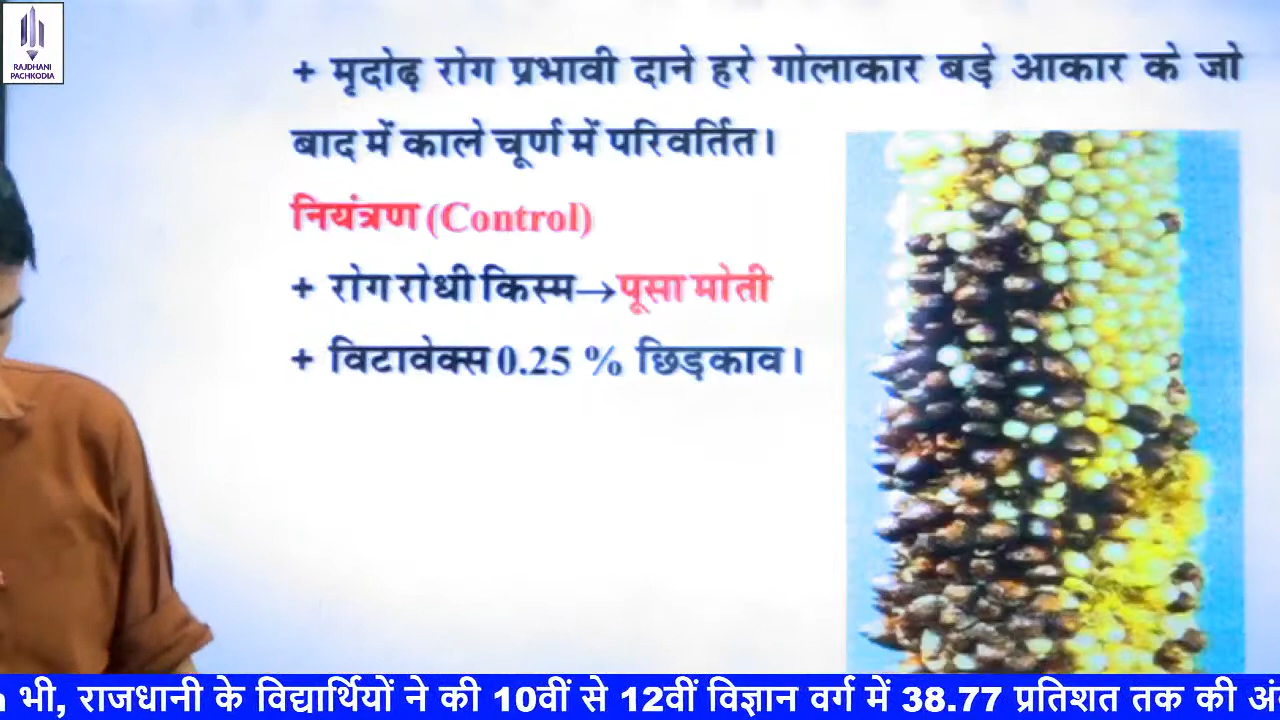 RAJDHANI
PACHKODIA
+ मृदोढ़ रोग प्रभावी दाने हरे गोलाकार बड़े आकार के जो
बाद में काले चूर्ण में परिवर्तित।
नियंत्रण (Control)
+ रोग रोधी किस्म→पूसा मोती
+ विटावेक्स 0.25 % छिड़काव।
भी, राजधानी के विद्यार्थियों ने की 10वीं से 12वीं विज्ञान वर्ग में 38.77 प्रतिशत तक की